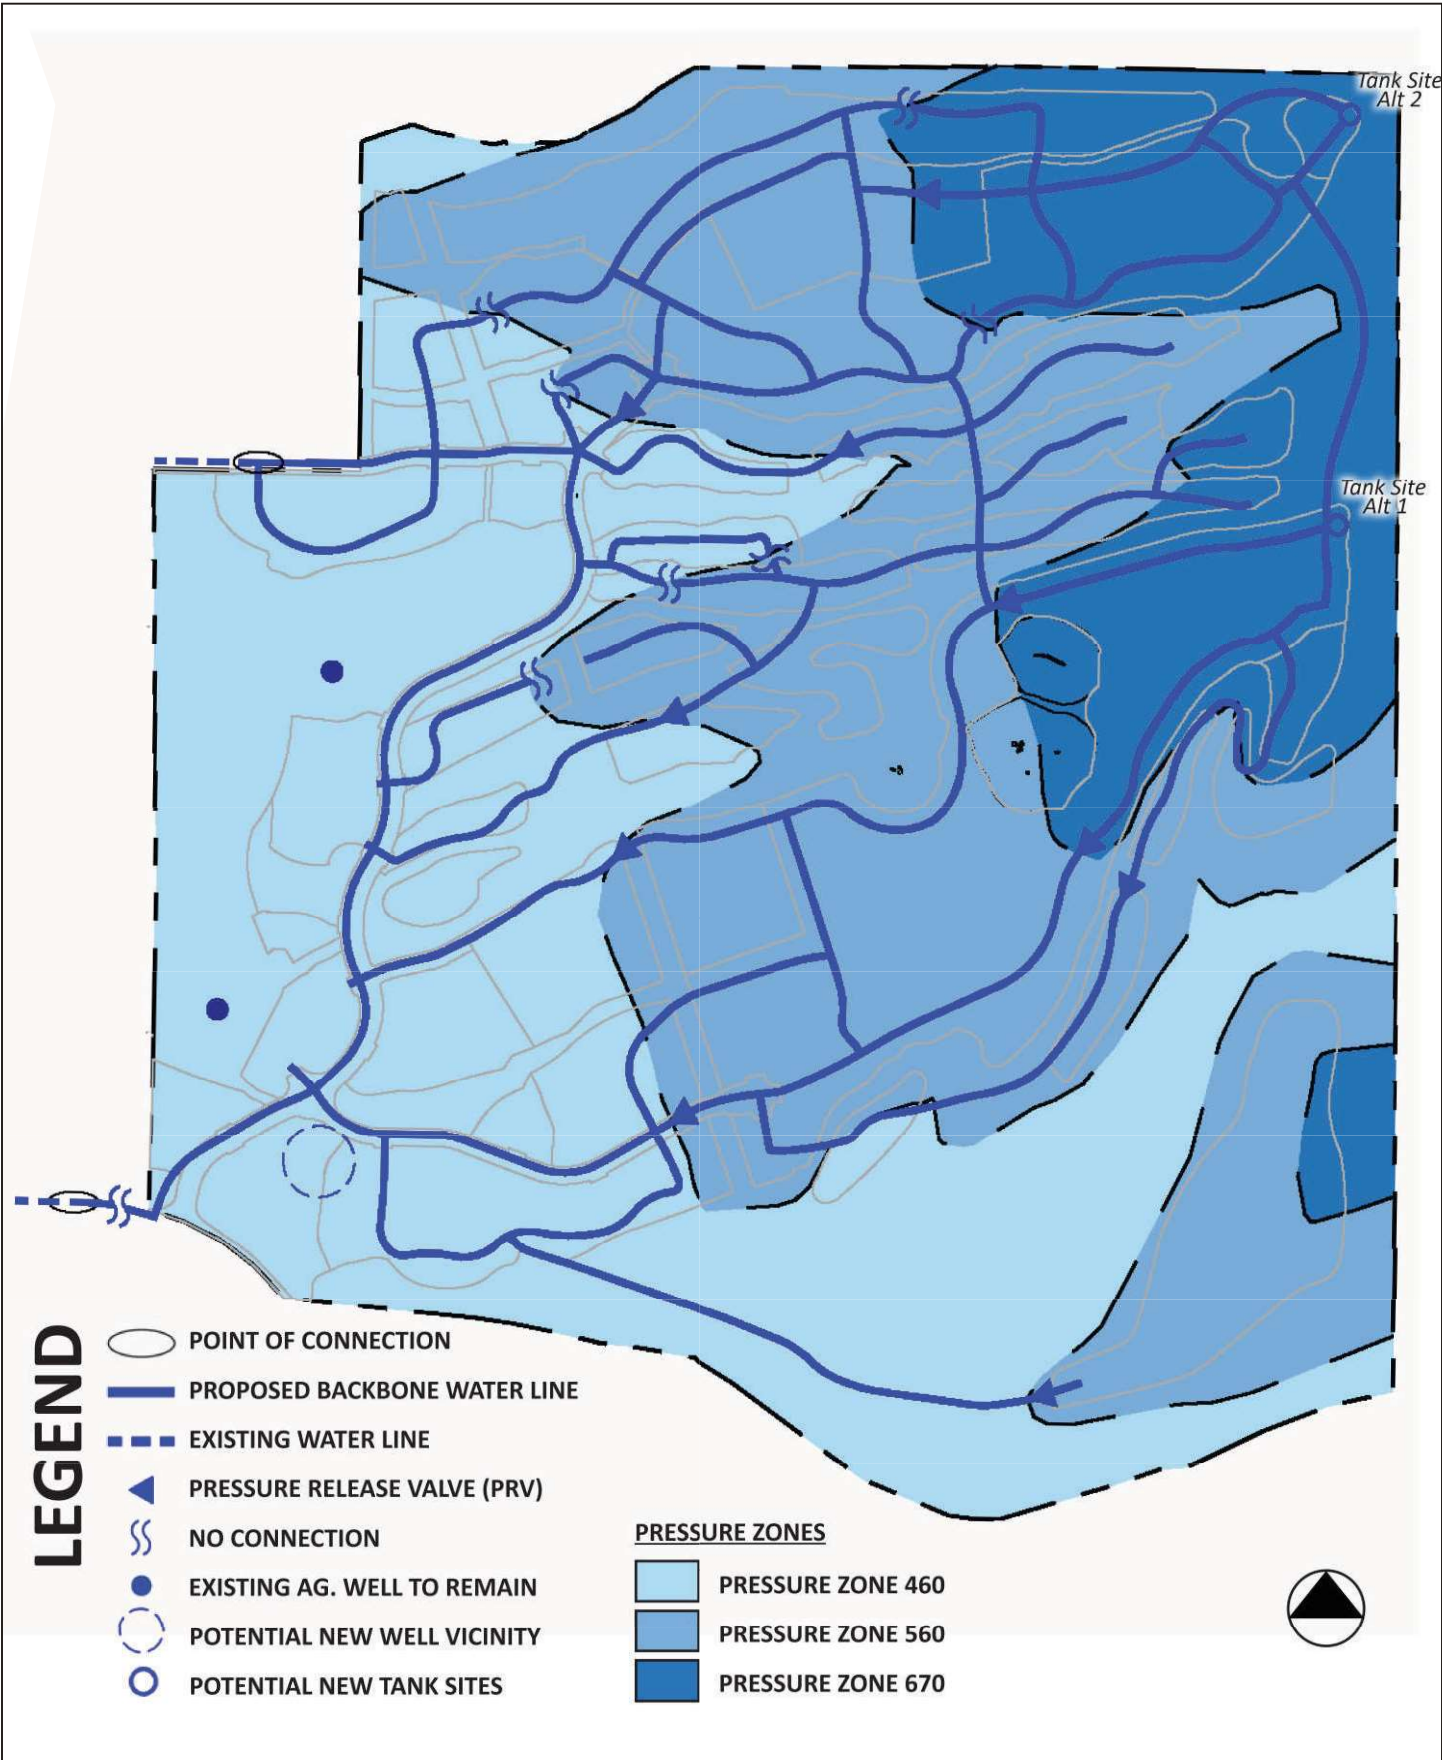 Tank Site
Alt 2
Tank Site
Alt 1
LEGEND
POINT OF CONNECTION
PROPOSED BACKBONE WATER LINE
EXISTING WATER LINE
PRESSURE RELEASE VALVE (PRV)
NO CONNECTION
EXISTING AG. WELL TO REMAIN
POTENTIAL NEW WELL VICINITY
POTENTIAL NEW TANK SITES
PRESSURE ZONES
PRESSURE ZONE 460
PRESSURE ZONE 560
PRESSURE ZONE 670